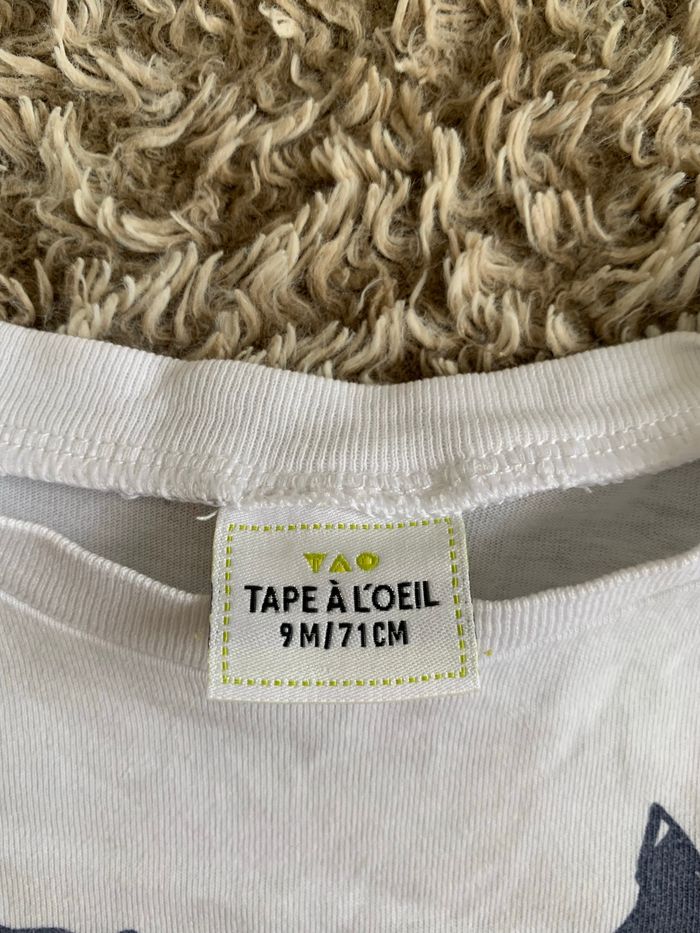 TAO
TAPE À L'OEIL
9M/71CM